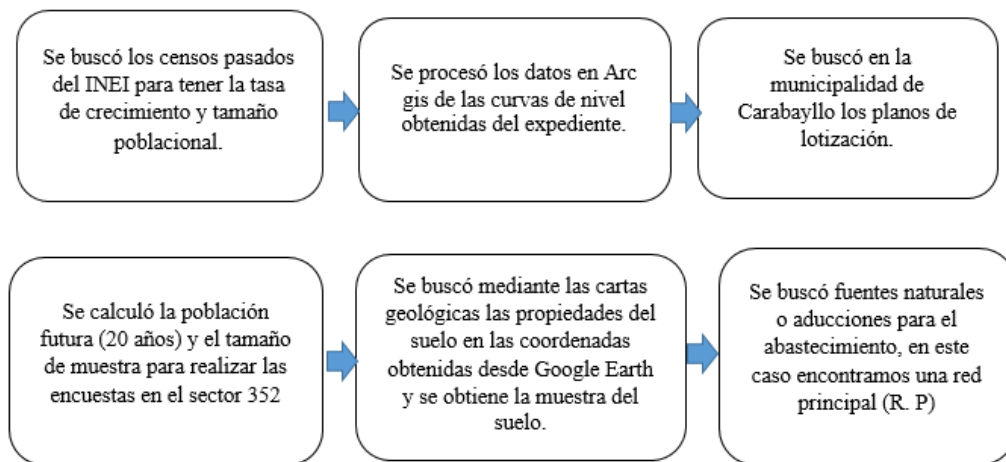 Se buscó los censos pasados
del INEI para tener la tasa
de crecimiento y tamaño
poblacional.
Se procesó los datos en Arc
gis de las curvas de nivel
obtenidas del expediente.
Se buscó en la
municipalidad de
Carabayllo los planos de
lotización.
Se calculó la población
futura (20 años) y el tamaño
de muestra para realizar las
encuestas en el sector 352
Se buscó mediante las cartas
geológicas las propiedades del
suelo en las coordenadas
obtenidas desde Google Earth
y se obtiene la muestra del
suelo.
Se buscó fuentes naturales
o aducciones para el
abastecimiento, en este
caso encontramos una red
principal (R. P)